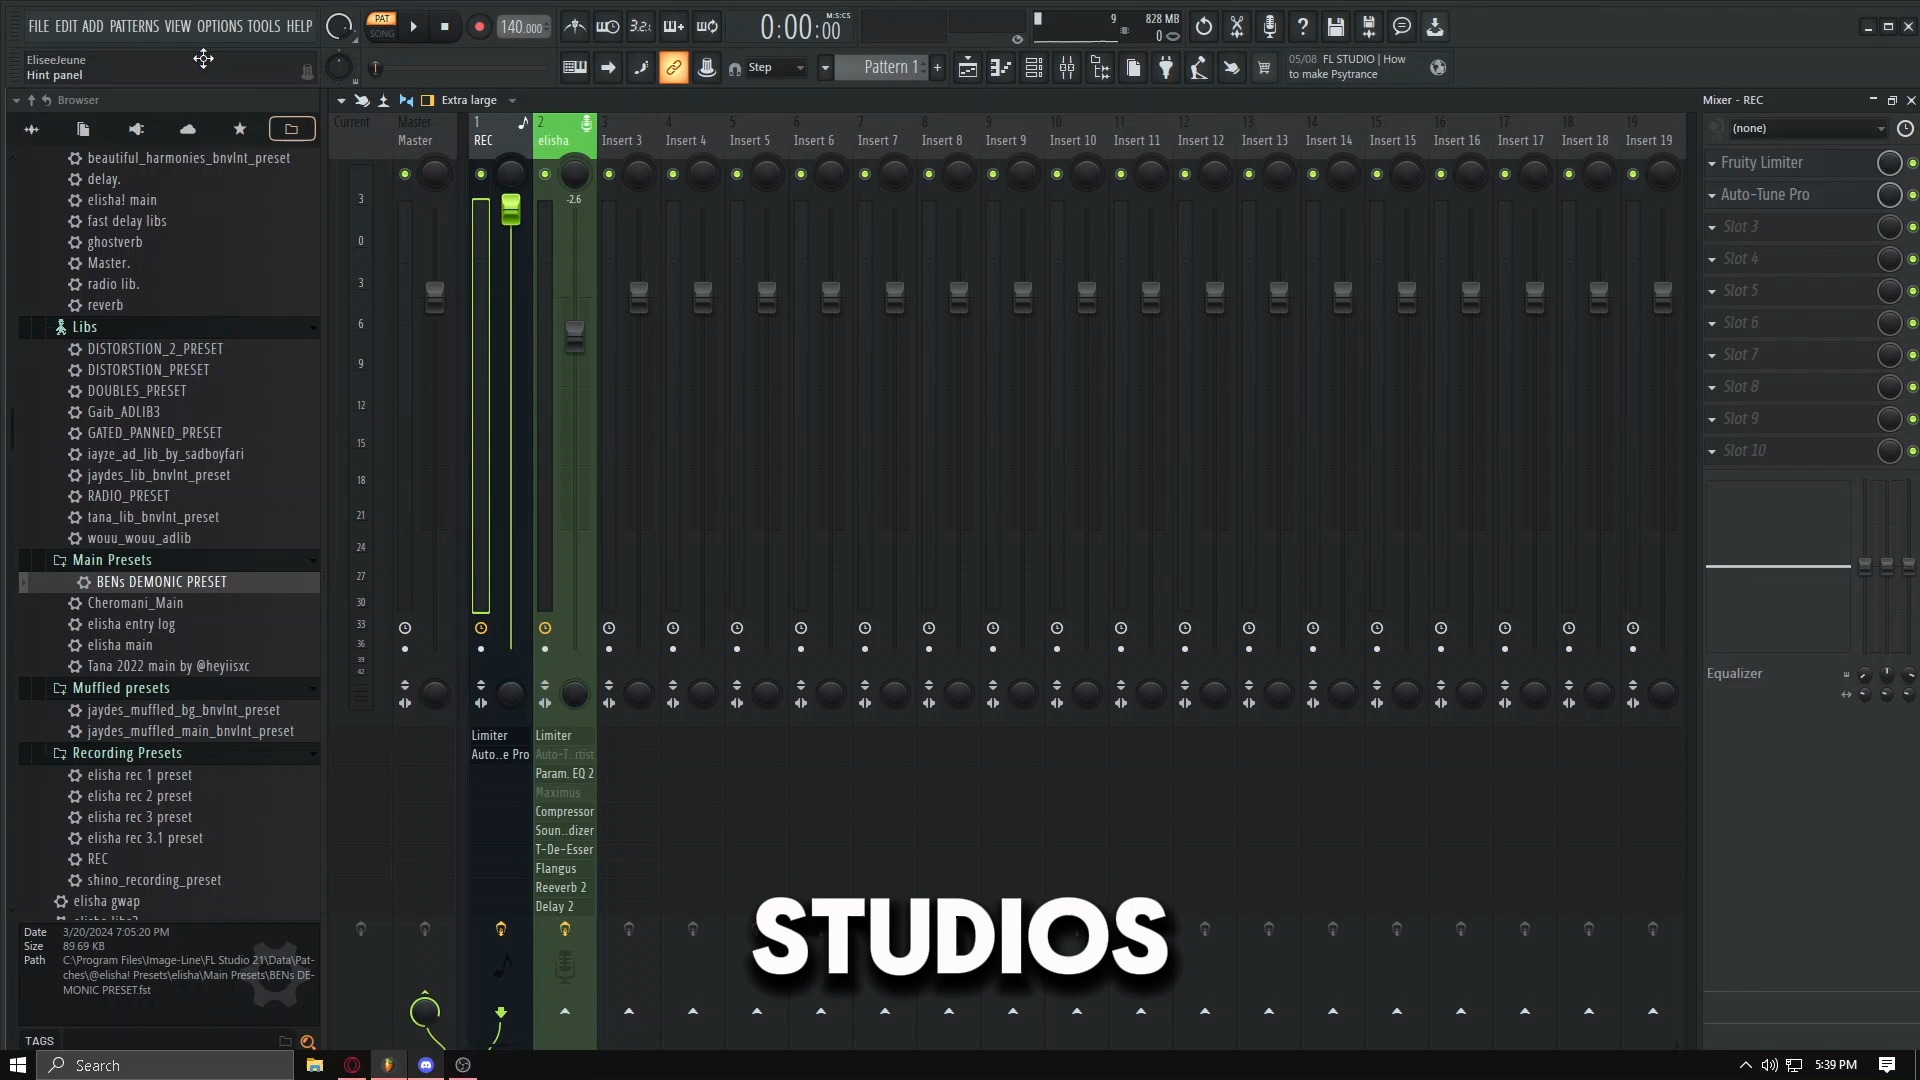 FILE EDIT ADD PATTERNS VIEW OPTIONS TOOLS HELP
PAT
SONG
140.000
3.2.:
0:00:00
M:S:CS
9
828 MB
0
EliseeJeune
Hint panel
Step
Pattern 1
+
05/08 FL STUDIO | How
to make Psytrance
Browser
Extra large
Mixer - REC
(none)
Current
Master
1
2
3
4
5
6
7
8
9
10
11
12
13
14
15
16
17
18
19
Master
REC
elisha
Insert 3
Insert 4
Insert 5
Insert 6
Insert 7
Insert 8
Insert 9
Insert 10
Insert 11
Insert 12
Insert 13
Insert 14
Insert 15
Insert 16
Insert 17
Insert 18
Insert 19
-2.6
3
0
3
6
9
12
15
18
21
24
27
30
33
36
39
42
beautiful_harmonies_bnvlnt_preset
delay.
elisha! main
fast delay libs
ghostverb
Master.
radio lib.
reverb
Libs
DISTORSTION_2_PRESET
DISTORSTION_PRESET
DOUBLES_PRESET
Gaib_ADLIB3
GATED_PANNED_PRESET
iayze_ad_lib_by_sadboyfari
jaydes_lib_bnvlnt_preset
RADIO_PRESET
tana_lib_bnvlnt_preset
wouu_wouu_adlib
Main Presets
BENs DEMONIC PRESET
Cheromani_Main
elisha entry log
elisha main
Tana 2022 main by @heyiisxc
Muffled presets
jaydes_muffled_bg_bnvlnt_preset
jaydes_muffled_main_bnvlnt_preset
Recording Presets
elisha rec 1 preset
elisha rec 2 preset
elisha rec 3 preset
elisha rec 3.1 preset
REC
shino_recording_preset
elisha gwap
Date 3/20/2024 7:05:20 PM
Size 89.69 KB
Path C:\Program Files\Image-Line\FL Studio 21\Data\Pat-
ches\@elisha! Presets\elisha\Main Presets\BENs DE-
MONIC PRESET.fst
TAGS
Limiter
Auto..e Pro
Limiter
Auto-T..rtist
Param. EQ 2
Maximus
Compressor
Soun..dizer
T-De-Esser
Flangus
Reeverb 2
Delay 2
Fruity Limiter
Auto-Tune Pro
Slot 3
Slot 4
Slot 5
Slot 6
Slot 7
Slot 8
Slot 9
Slot 10
Equalizer
STUDIOS
Search
5:39 PM